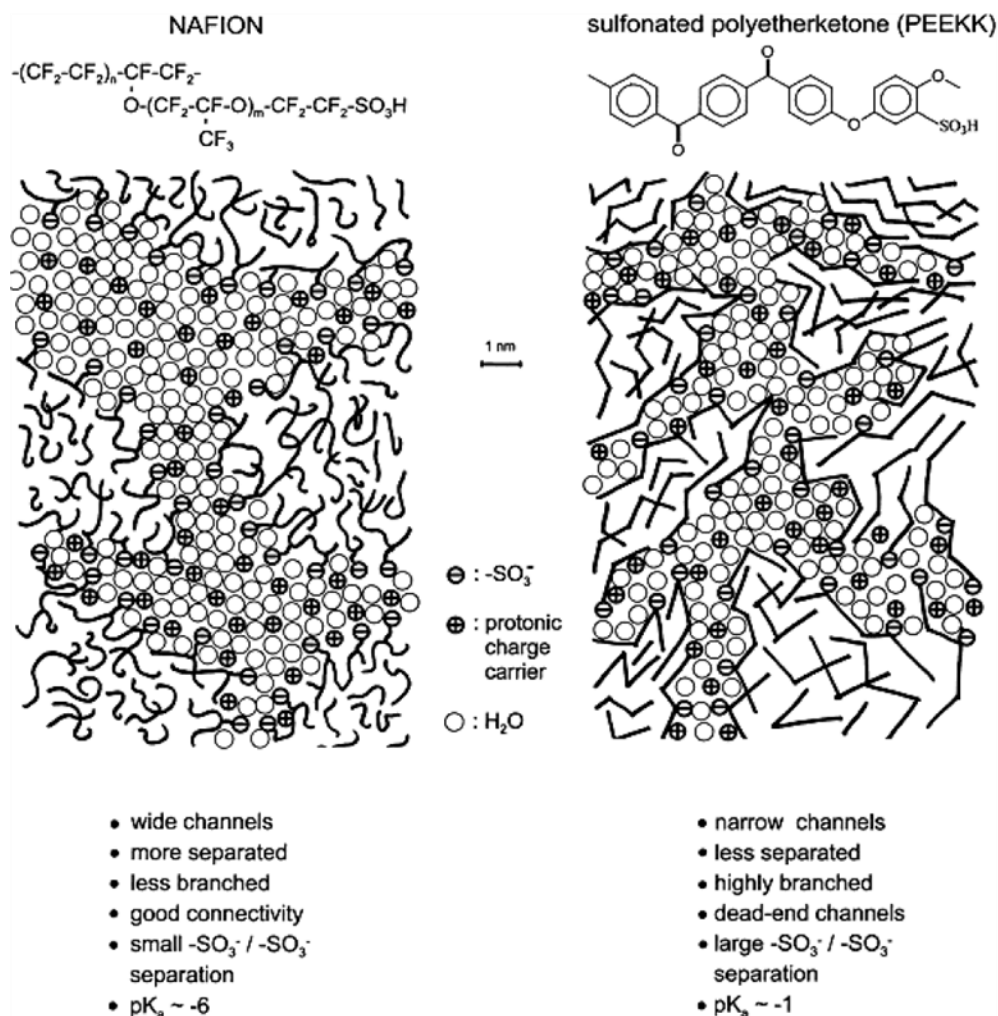 NAFION
-(CF₂-CF₂)ₙ-CF-CF₂-
O-(CF₂-CF-O)ₘ-CF₂-CF₂-SO₃H
CF₃
sulfonated polyetherketone (PEEKK)
O
O
O
O
SO₃H
1 nm
⊖ : -SO₃⁻
⊕ : protonic
charge
carrier
○ : H₂O
• wide channels
• more separated
• less branched
• good connectivity
• small -SO₃⁻ / -SO₃⁻
separation
• pKₐ ~ -6
• narrow channels
• less separated
• highly branched
• dead-end channels
• large -SO₃⁻ / -SO₃⁻
separation
• pKₐ ~ -1